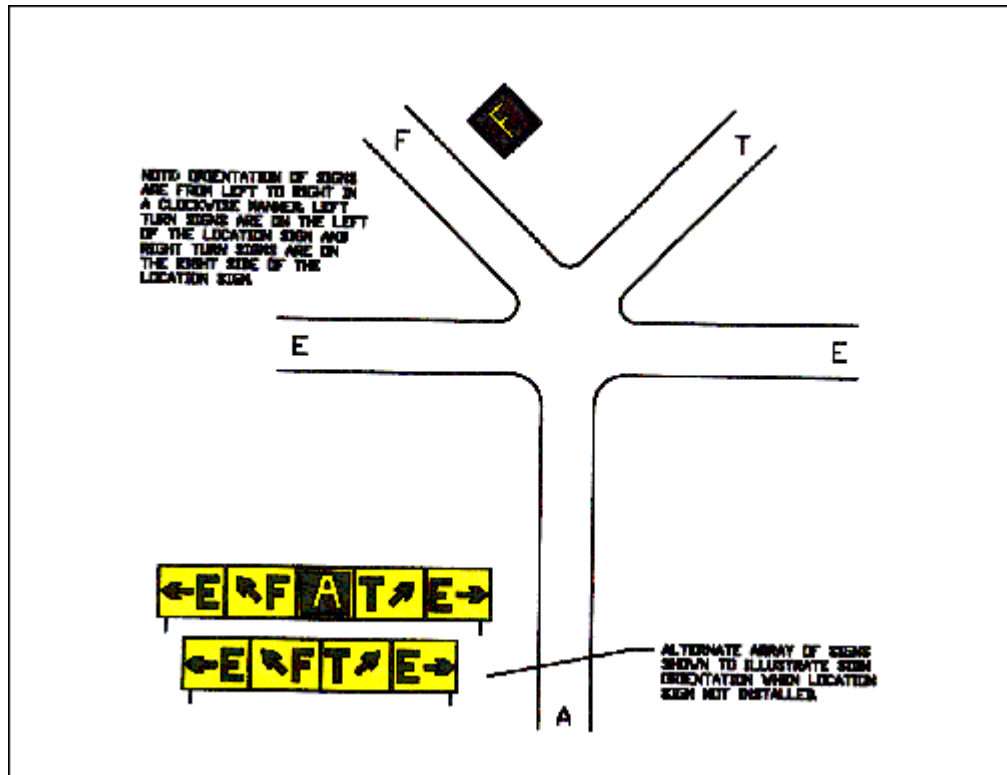 F
F
T
NOTE: ORIENTATION OF SIGNS
ARE FROM LEFT TO RIGHT IN
A CLOCKWISE MANNER. LEFT
TURN SIGNS ARE ON THE LEFT
OF THE LOCATION SIGN AND
RIGHT TURN SIGNS ARE ON
THE RIGHT SIDE OF THE
LOCATION SIGN.
E
E
←E ↖F A T↗ E→
←E ↖F T↗ E→
ALTERNATE ARRAY OF SIGNS
SHOWN TO ILLUSTRATE SIGN
ORIENTATION WHEN LOCATION
SIGN NOT INSTALLED.
A